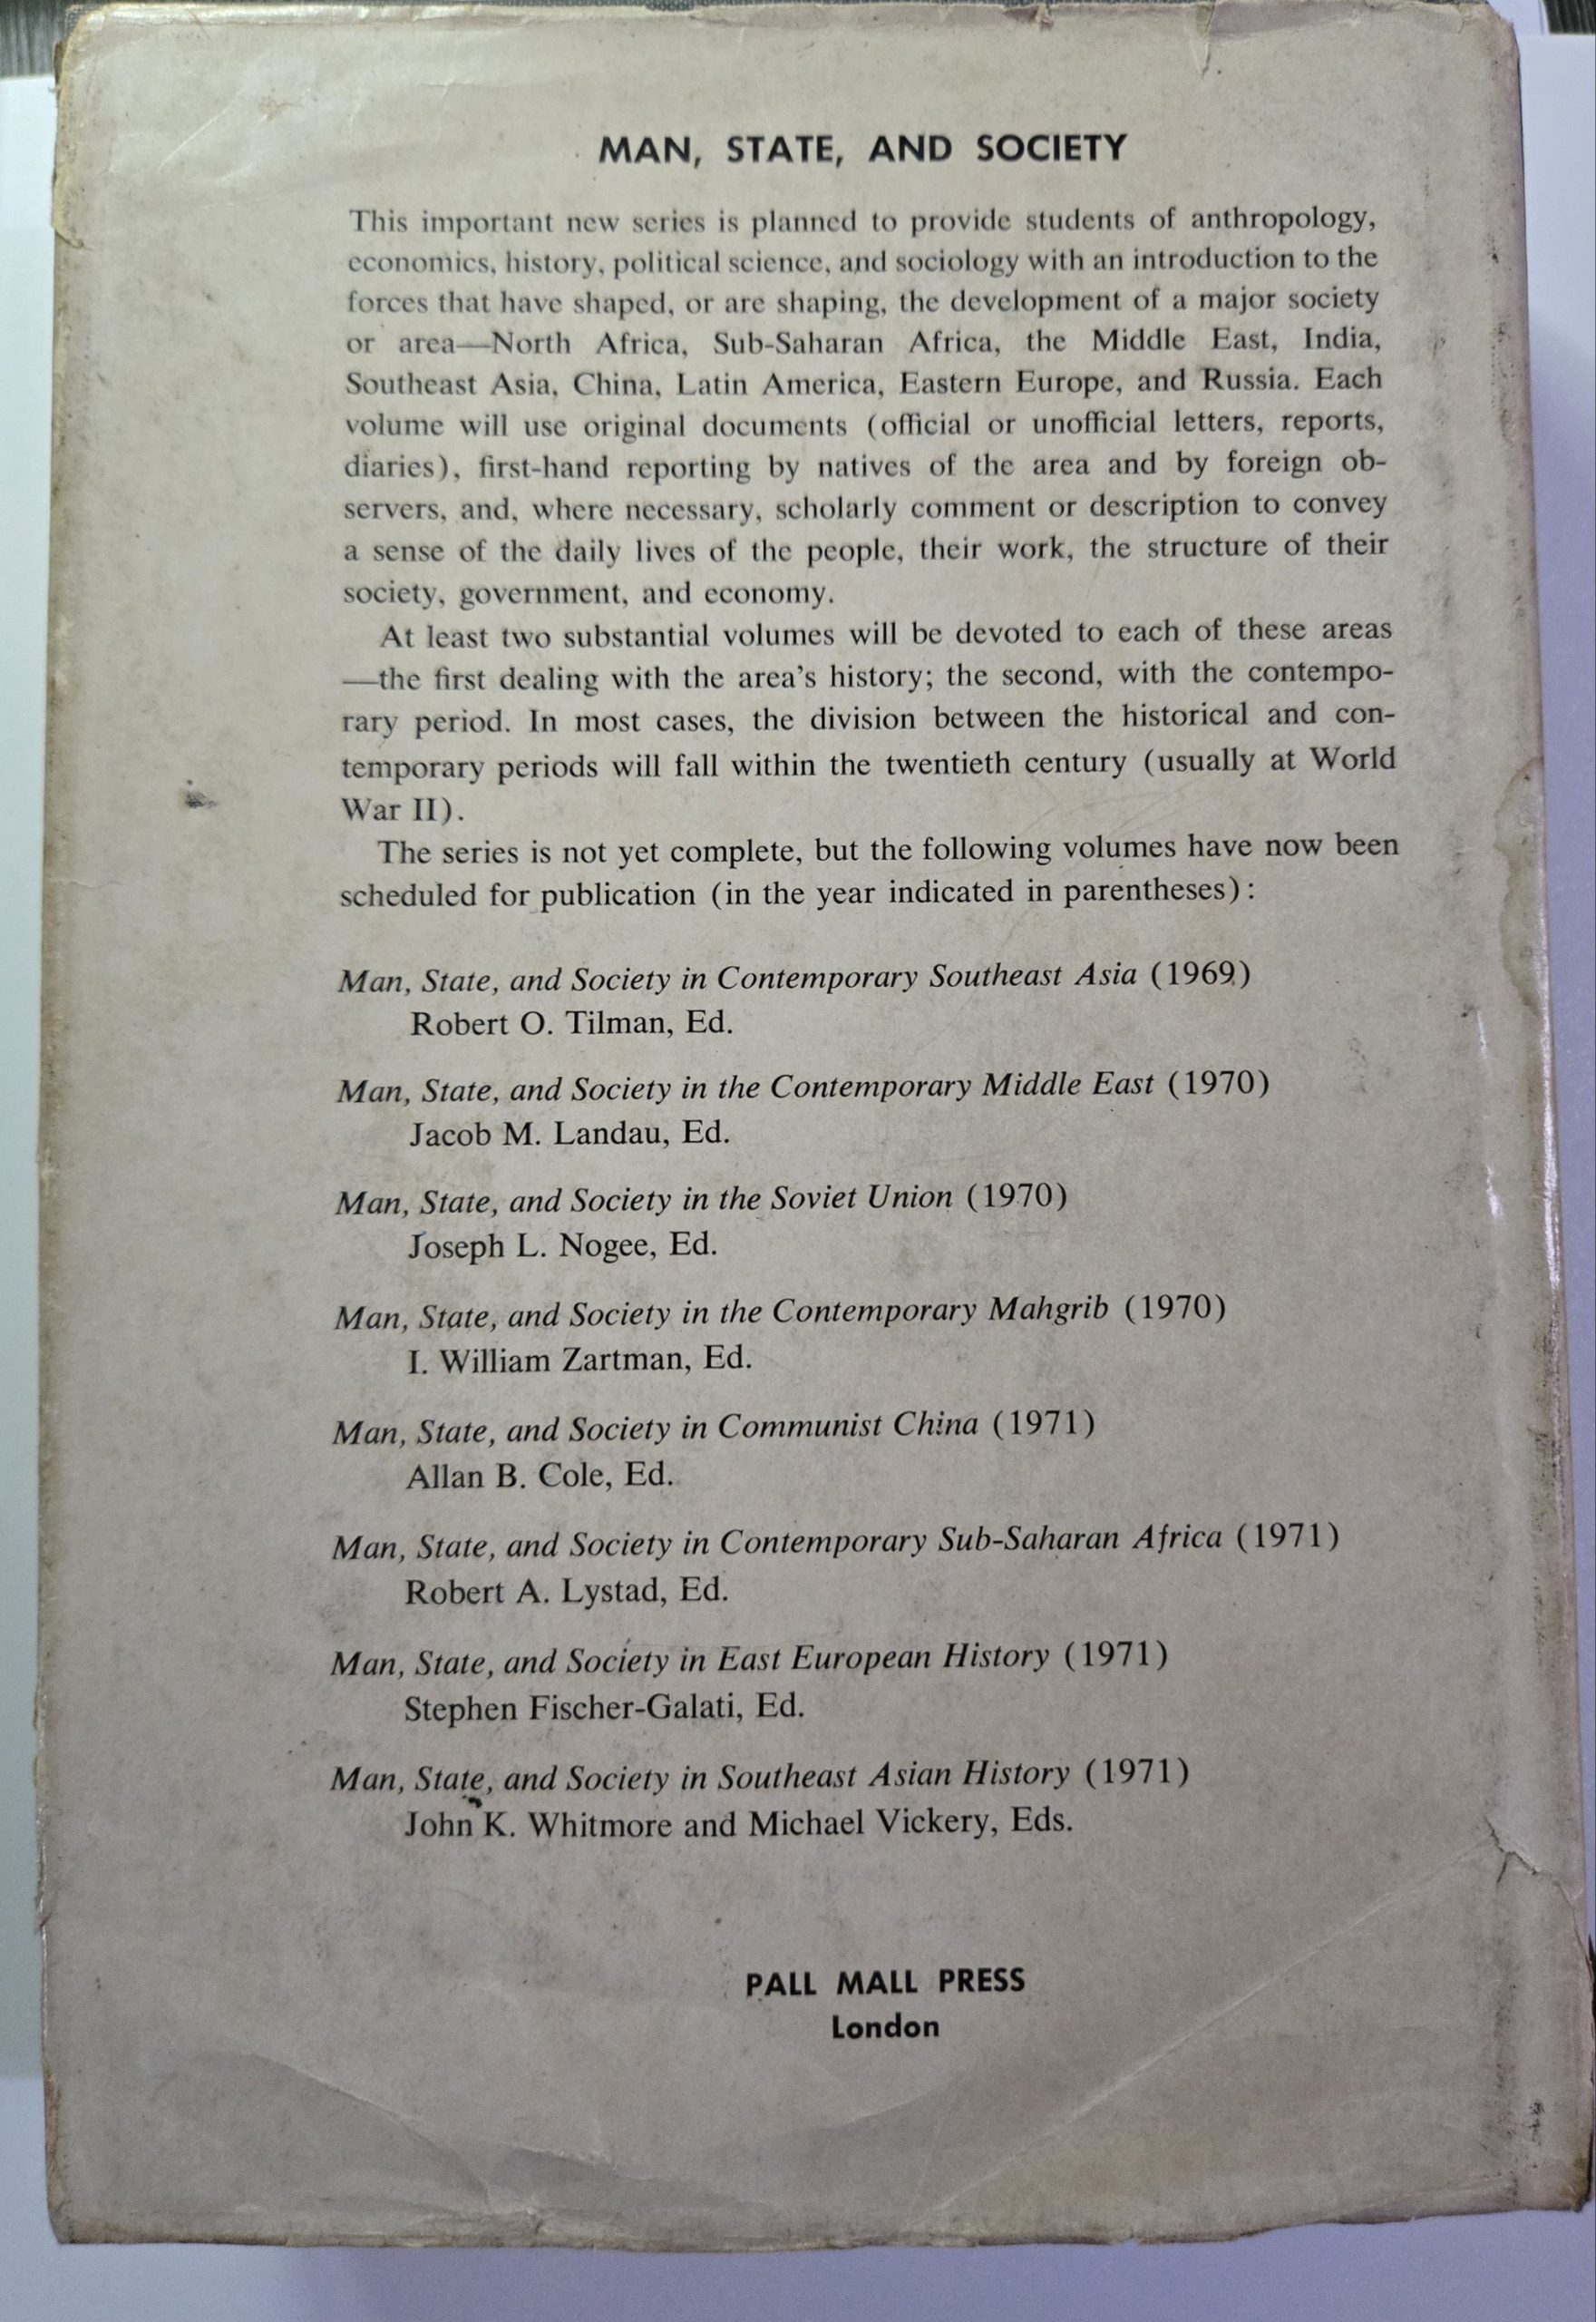 MAN, STATE, AND SOCIETY
This important new series is planned to provide students of anthropology,
economics, history, political science, and sociology with an introduction to the
forces that have shaped, or are shaping, the development of a major society
or area—North Africa, Sub-Saharan Africa, the Middle East, India,
Southeast Asia, China, Latin America, Eastern Europe, and Russia. Each
volume will use original documents (official or unofficial letters, reports,
diaries), first-hand reporting by natives of the area and by foreign ob-
servers, and, where necessary, scholarly comment or description to convey
a sense of the daily lives of the people, their work, the structure of their
society, government, and economy.
At least two substantial volumes will be devoted to each of these areas
—the first dealing with the area's history; the second, with the contempo-
rary period. In most cases, the division between the historical and con-
temporary periods will fall within the twentieth century (usually at World
War II).
The series is not yet complete, but the following volumes have now been
scheduled for publication (in the year indicated in parentheses):
Man, State, and Society in Contemporary Southeast Asia (1969)
Robert O. Tilman, Ed.
Man, State, and Society in the Contemporary Middle East (1970)
Jacob M. Landau, Ed.
Man, State, and Society in the Soviet Union (1970)
Joseph L. Nogee, Ed.
Man, State, and Society in the Contemporary Mahgrib (1970)
I. William Zartman, Ed.
Man, State, and Society in Communist China (1971)
Allan B. Cole, Ed.
Man, State, and Society in Contemporary Sub-Saharan Africa (1971)
Robert A. Lystad, Ed.
Man, State, and Society in East European History (1971)
Stephen Fischer-Galati, Ed.
Man, State, and Society in Southeast Asian History (1971)
John K. Whitmore and Michael Vickery, Eds.
PALL MALL PRESS
London